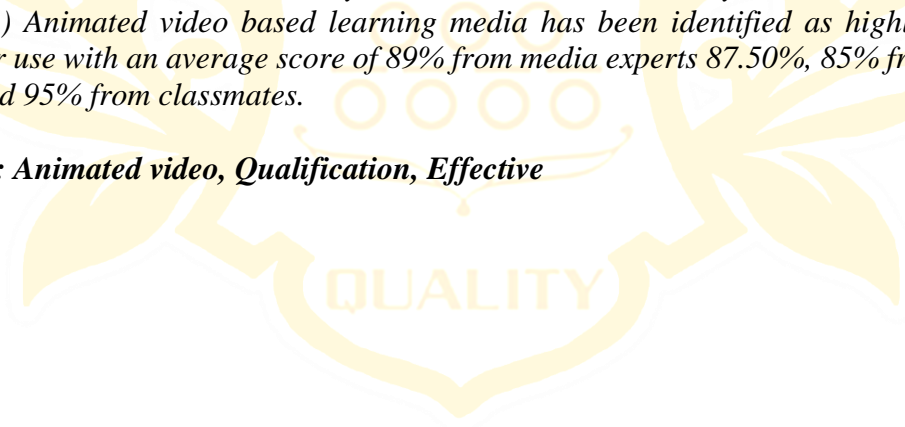 ) Animated video based learning media has been identified as highl
r use with an average score of 89% from media experts 87.50%, 85% fr
d 95% from classmates.
: Animated video, Qualification, Effective
QUALITY